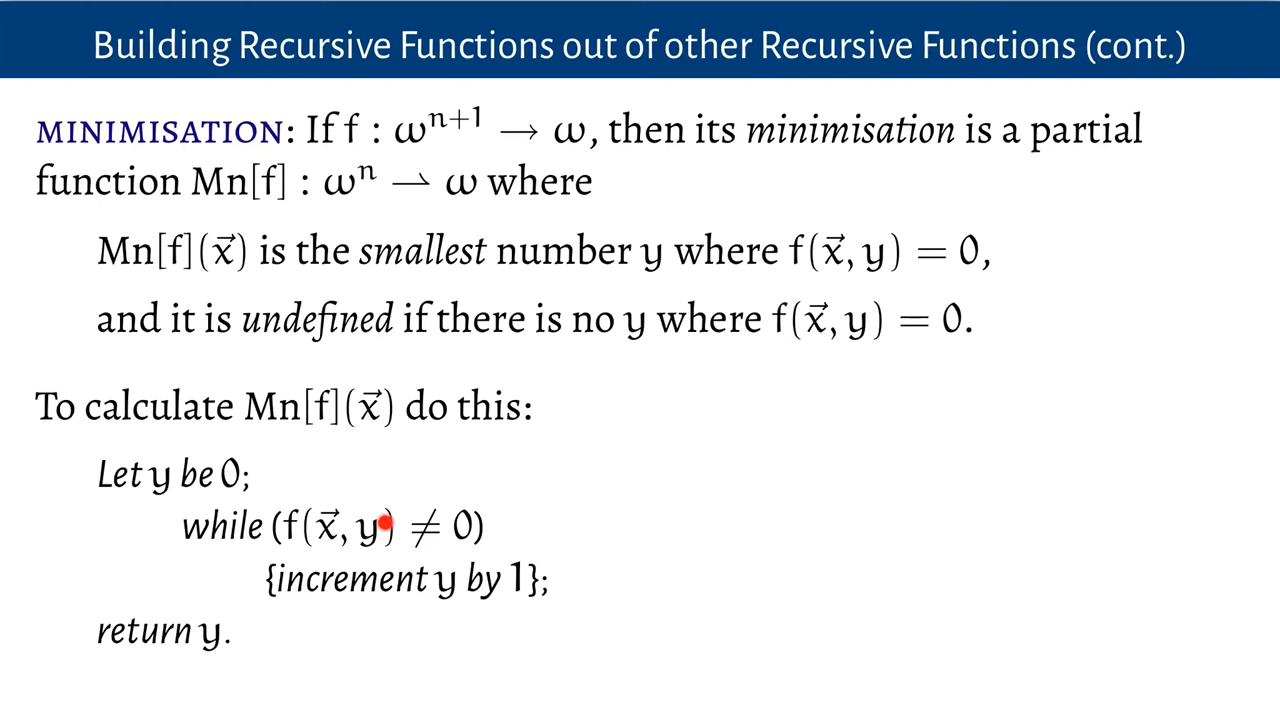 Building Recursive Functions out of other Recursive Functions (cont.)
MINIMISATION: If f : ωⁿ⁺¹ → ω, then its minimisation is a partial
function Mn[f] : ωⁿ ⇀ ω where
Mn[f](x⃗) is the smallest number y where f(x⃗, y) = 0,
and it is undefined if there is no y where f(x⃗, y) = 0.
To calculate Mn[f](x⃗) do this:
Let y be 0;
while (f(x⃗, y) ≠ 0)
{increment y by 1};
return y.